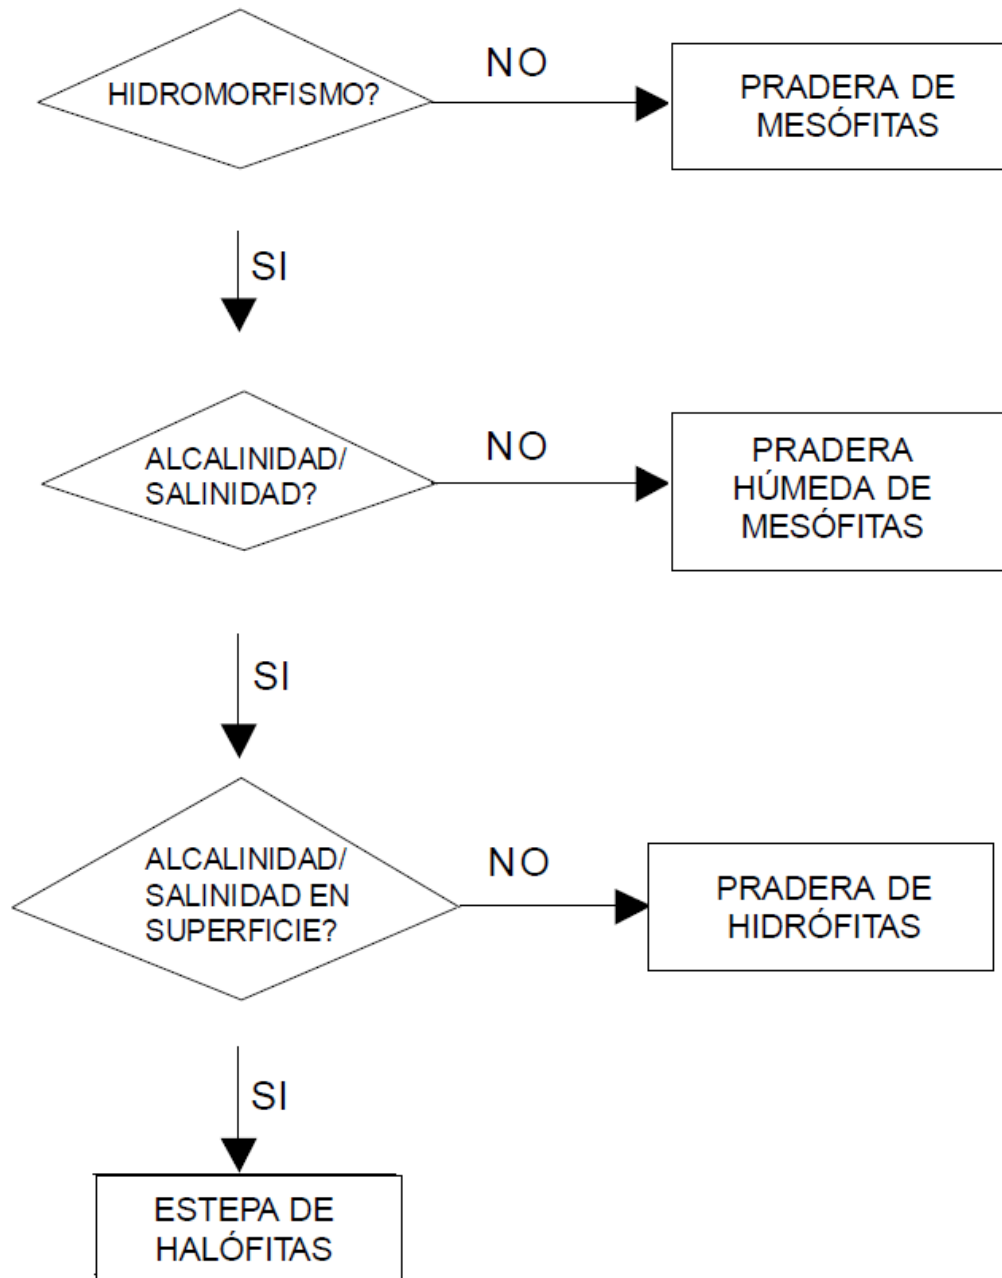 HIDROMORFISMO?
NO
PRADERA DE
MESÓFITAS
SI
ALCALINIDAD/
SALINIDAD?
NO
PRADERA
HÚMEDA DE
MESÓFITAS
SI
ALCALINIDAD/
SALINIDAD EN
SUPERFICIE?
NO
PRADERA DE
HIDRÓFITAS
SI
ESTEPA DE
HALÓFITAS